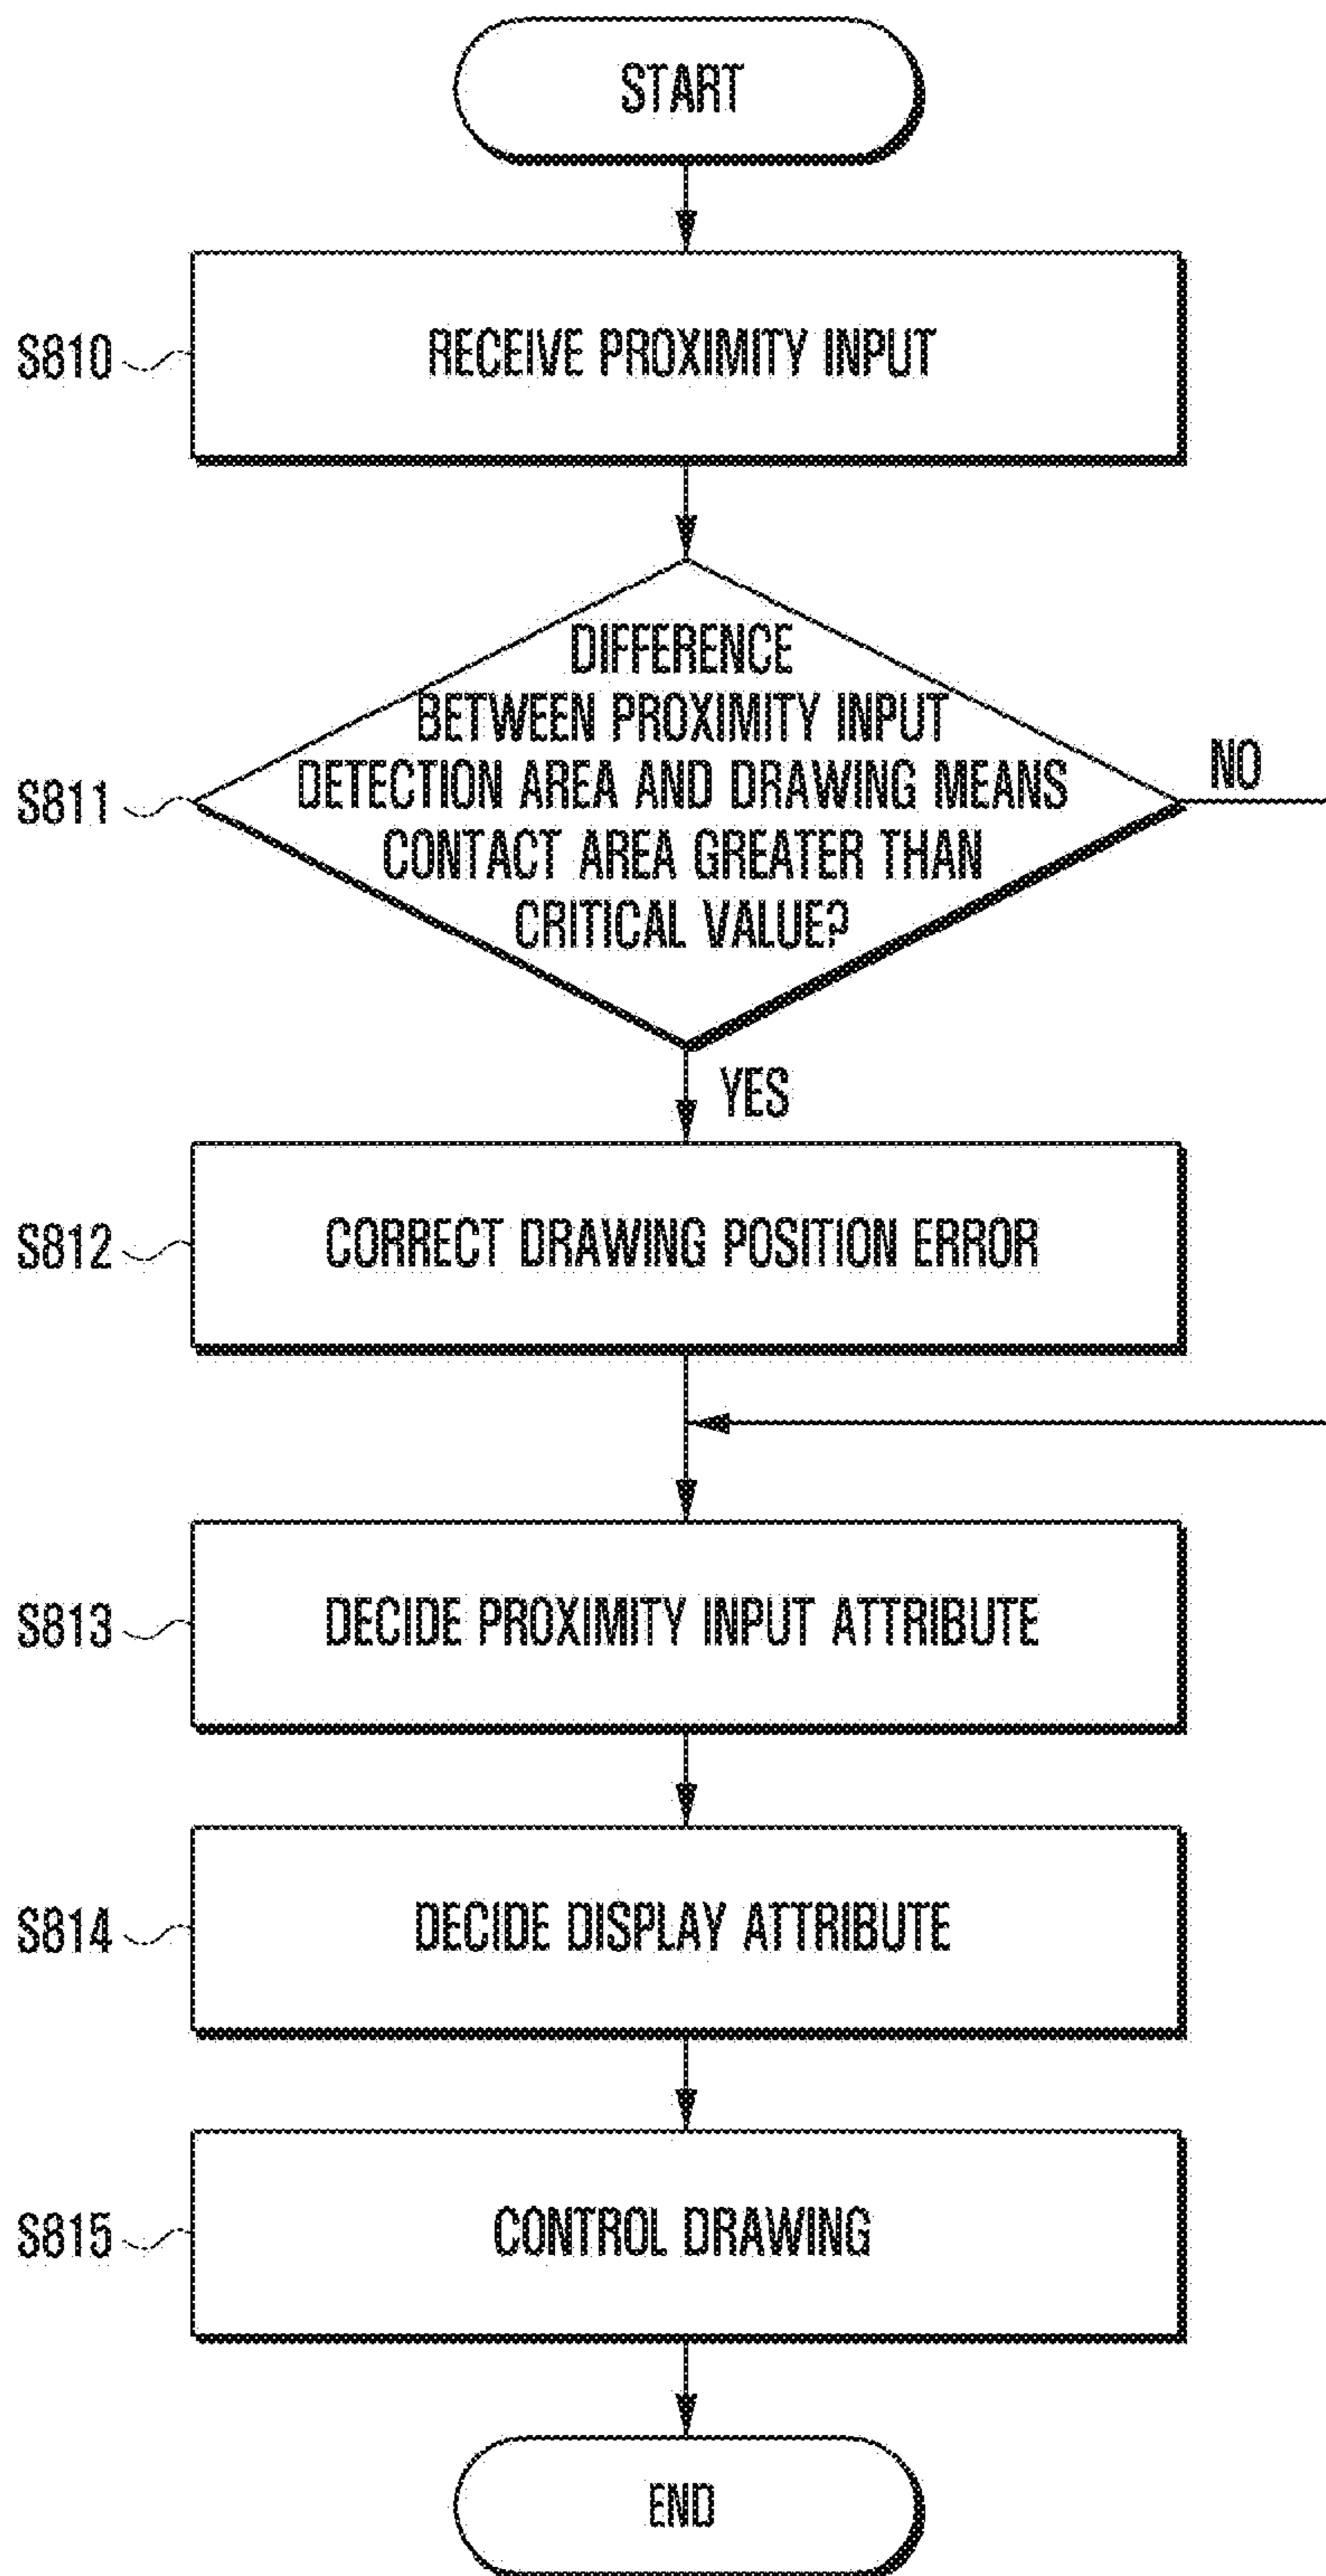 START
S810
RECEIVE PROXIMITY INPUT
S811
DIFFERENCE
BETWEEN PROXIMITY INPUT
DETECTION AREA AND DRAWING MEANS
CONTACT AREA GREATER THAN
CRITICAL VALUE?
NO
YES
S812
CORRECT DRAWING POSITION ERROR
S813
DECIDE PROXIMITY INPUT ATTRIBUTE
S814
DECIDE DISPLAY ATTRIBUTE
S815
CONTROL DRAWING
END